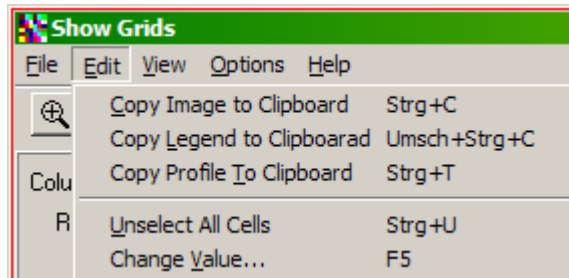 Show Grids
File Edit View Options Help
Copy Image to Clipboard Strg+C
Copy Legend to Clipboarad Umsch+Strg+C
Copy Profile To Clipboard Strg+T
Colu
R
Unselect All Cells Strg+U
Change Value... F5